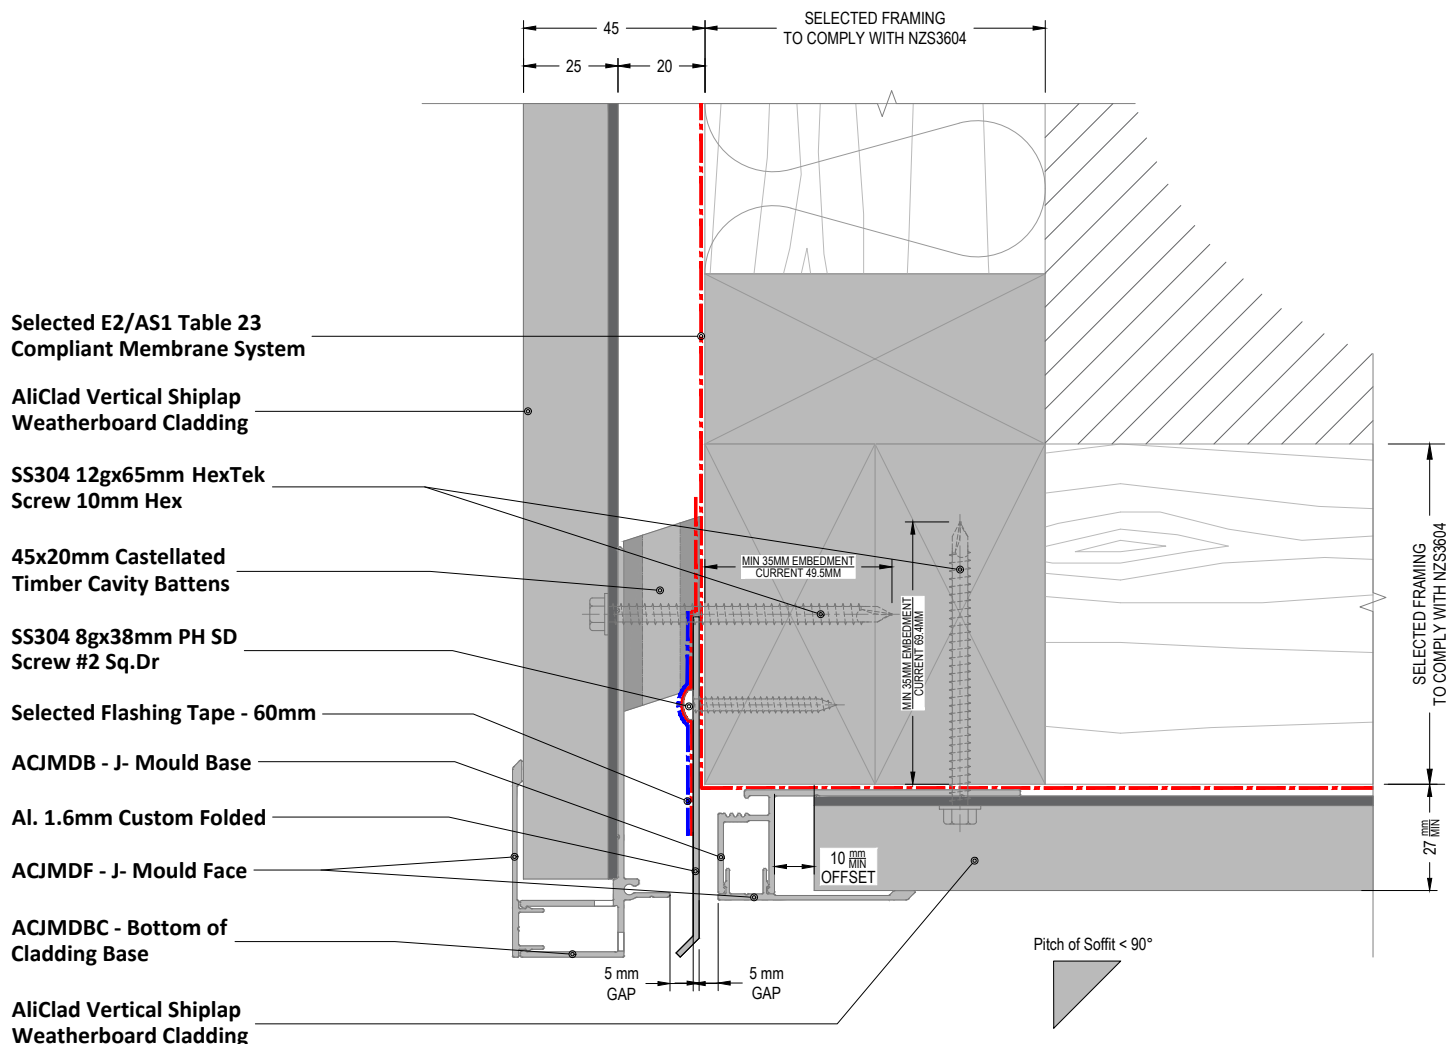 45
SELECTED FRAMING
TO COMPLY WITH NZS3604
25
20
Selected E2/AS1 Table 23
Compliant Membrane System
AliClad Vertical Shiplap
Weatherboard Cladding
SS304 12gx65mm HexTek
Screw 10mm Hex
45x20mm Castellated
Timber Cavity Battens
SS304 8gx38mm PH SD
Screw #2 Sq.Dr
Selected Flashing Tape - 60mm
ACJMDB - J- Mould Base
Al. 1.6mm Custom Folded
ACJMDF - J- Mould Face
ACJMDBC - Bottom of
Cladding Base
AliClad Vertical Shiplap
Weatherboard Cladding
MIN 35MM EMBEDMENT
CURRENT 49.5MM
MIN 35MM EMBEDMENT
CURRENT 69.4MM
SELECTED FRAMING
TO COMPLY WITH NZS3604
27 mm MIN
10 mm MIN
OFFSET
5 mm
GAP
5 mm
GAP
Pitch of Soffit < 90°